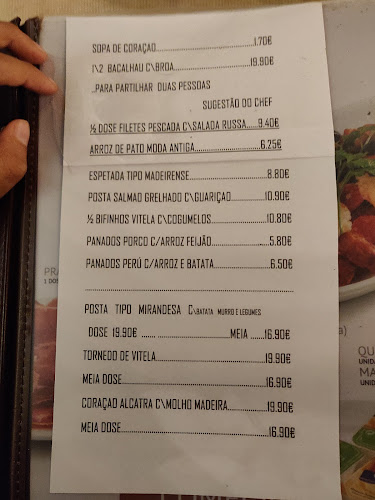 SOPA DE CORAÇAO....1.70€
1\2 BACALHAU C\BROA....19.90€
..PARA PARTILHAR DUAS PESSOAS
SUGESTÃO DO CHEF
½ DOSE FILETES PESCADA C\SALADA RUSSA.....9.40€
ARROZ DE PATO MODA ANTIGA....6.25€
ESPETADA TIPO MADEIRENSE....8.80€
POSTA SALMAO GRELHADO C\GUARIÇAO....10.90€
½ BIFINHOS VITELA C\COGUMELOS....10.80€
PANADOS PORCO C/ARROZ FEIJÃO....5.80€
PANADOS PERÚ C/ARROZ E BATATA....6.50€
POSTA TIPO MIRANDESA C\BATATA MURRO E LEGUMES
DOSE 19.90€ ...... ....MEIA ......16.90€
TORNEDO DE VITELA....19.90€
MEIA DOSE....16.90€
CORAÇAO ALCATRA C\MOLHO MADEIRA....19.90€
MEIA DOSE....16.90€